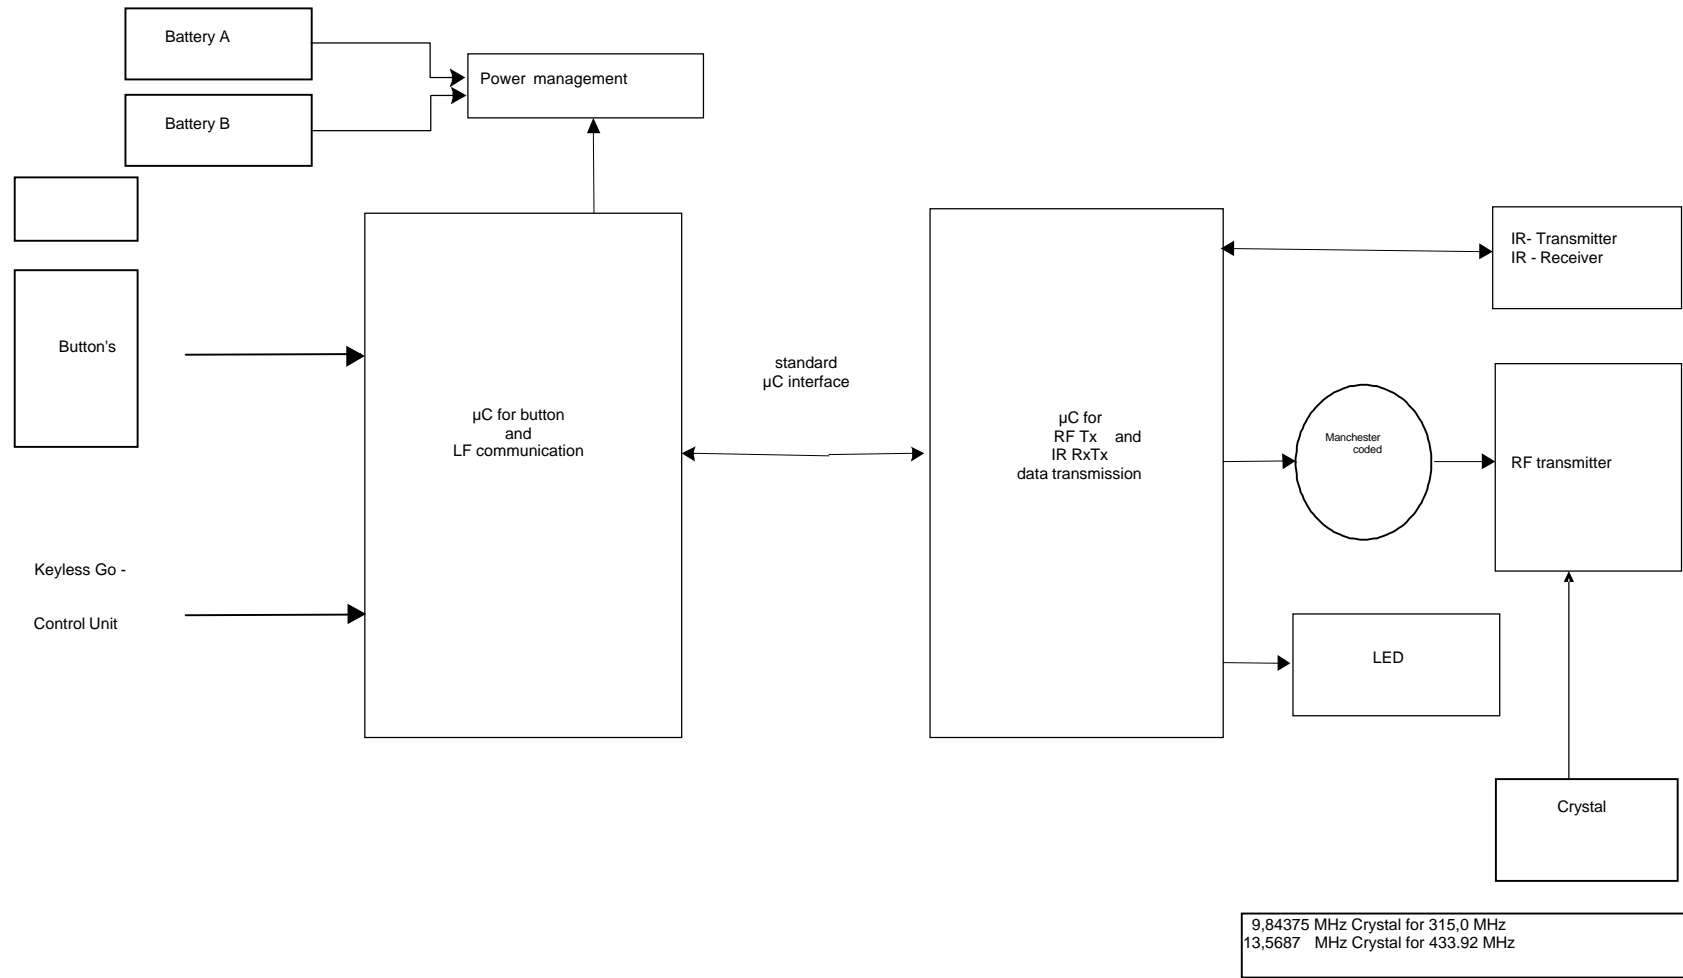 Battery A
Power management
Battery B
IR- Transmitter
IR - Receiver
Button's
standard
µC interface
µC for button
and
LF communication
µC for
RF Tx and
IR RxTx
data transmission
Manchester
coded
RF transmitter
Keyless Go -
Control Unit
LED
Crystal
9,84375 MHz Crystal for 315,0 MHz
13,5687 MHz Crystal for 433.92 MHz